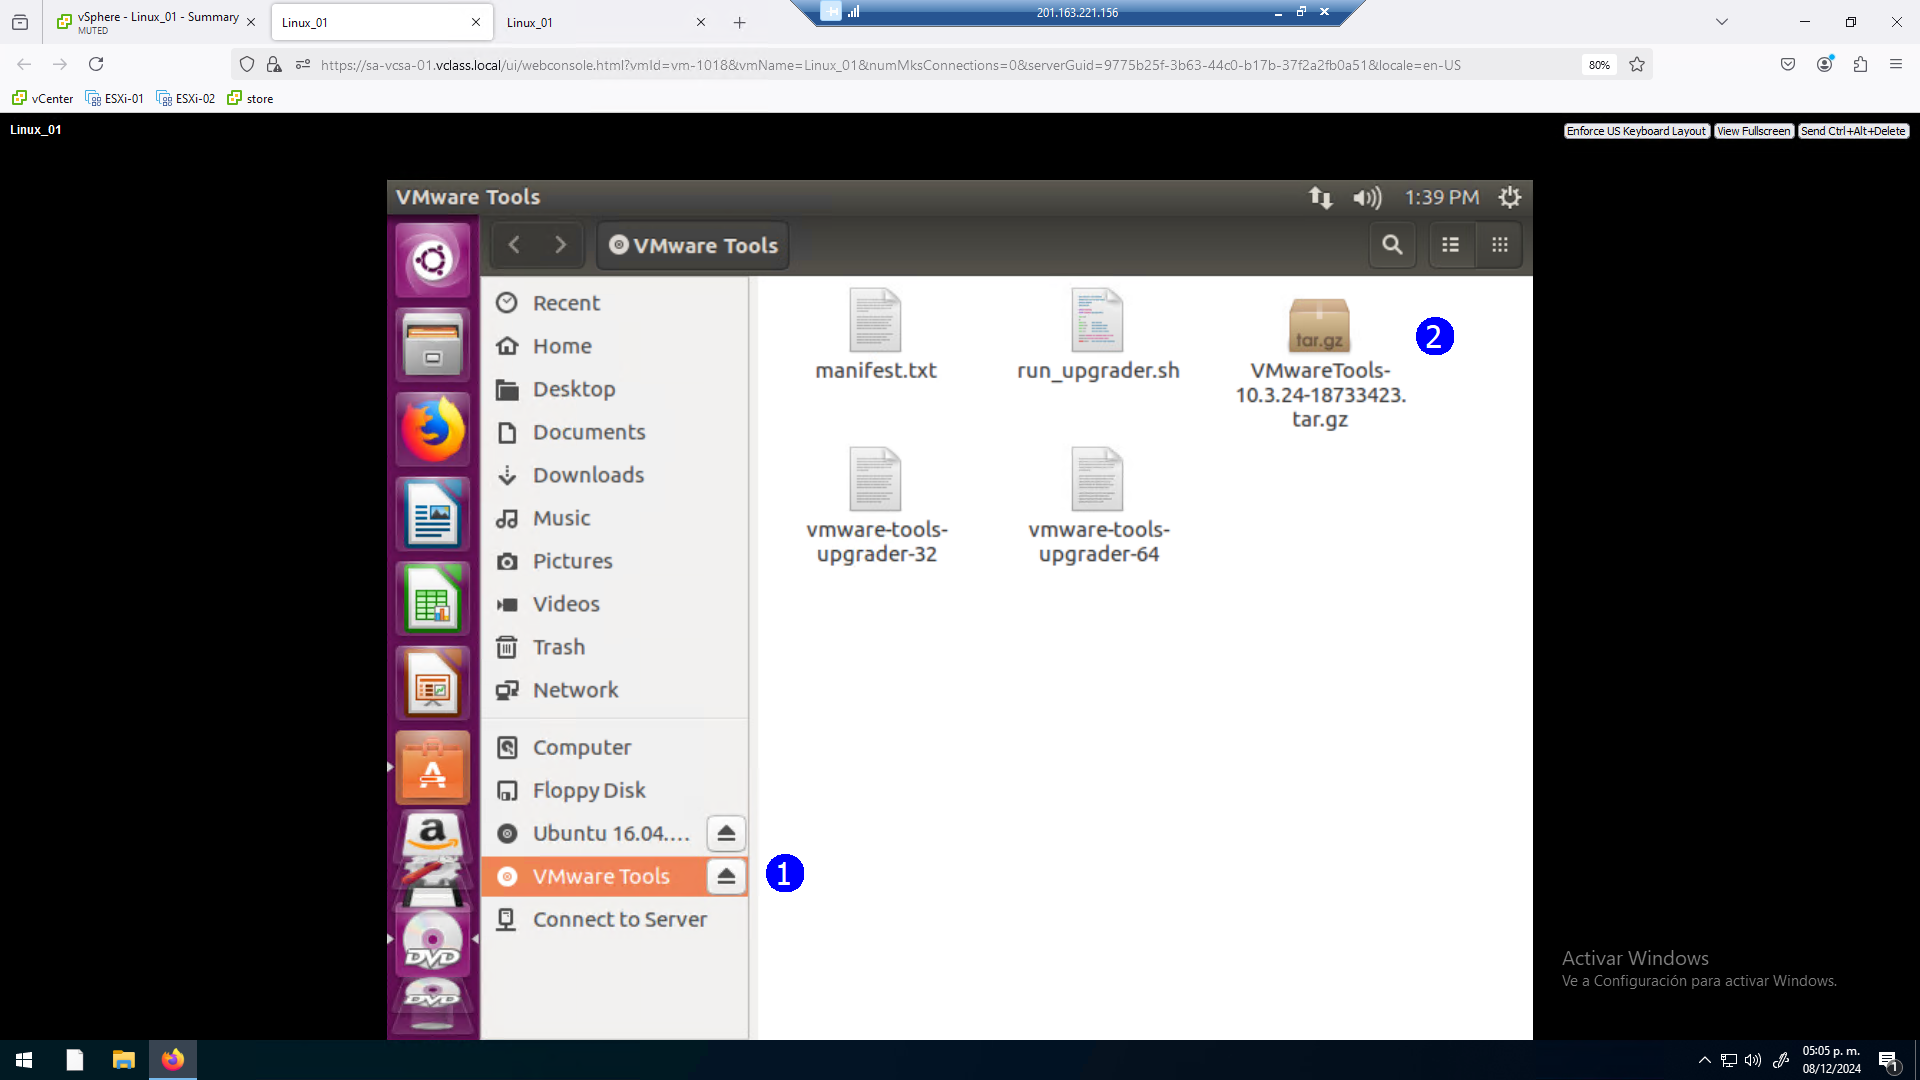 vSphere - Linux_01 - Summary
MUTED
Linux_01
Linux_01
201.163.221.156
https://sa-vcsa-01.vclass.local/ui/webconsole.html?vmId=vm-1018&vmName=Linux_01&numMksConnections=0&serverGuid=9775b25f-3b63-44c0-b17b-37f2a2fb0a51&locale=en-US
80%
vCenter
ESXi-01
ESXi-02
store
Linux_01
Enforce US Keyboard Layout
View Fullscreen
Send Ctrl+Alt+Delete
VMware Tools
1:39 PM
VMware Tools
Recent
Home
Desktop
Documents
Downloads
Music
Pictures
Videos
Trash
Network
Computer
Floppy Disk
Ubuntu 16.04....
VMware Tools
Connect to Server
manifest.txt
run_upgrader.sh
tar.gz
VMwareTools-
10.3.24-18733423.
tar.gz
2
vmware-tools-
upgrader-32
vmware-tools-
upgrader-64
1
a
DVD
DVD
Activar Windows
Ve a Configuración para activar Windows.
05:05 p. m.
08/12/2024
1